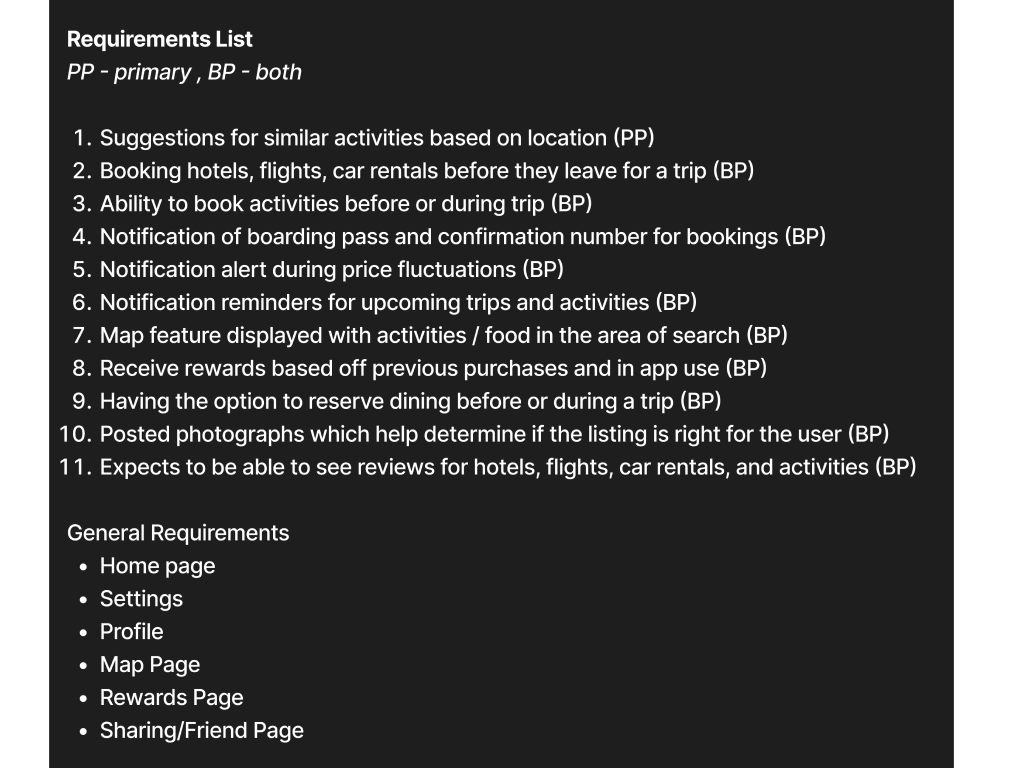 Requirements List
PP - primary , BP - both
1. Suggestions for similar activities based on location (PP)
2. Booking hotels, flights, car rentals before they leave for a trip (BP)
3. Ability to book activities before or during trip (BP)
4. Notification of boarding pass and confirmation number for bookings (BP)
5. Notification alert during price fluctuations (BP)
6. Notification reminders for upcoming trips and activities (BP)
7. Map feature displayed with activities / food in the area of search (BP)
8. Receive rewards based off previous purchases and in app use (BP)
9. Having the option to reserve dining before or during a trip (BP)
10. Posted photographs which help determine if the listing is right for the user (BP)
11. Expects to be able to see reviews for hotels, flights, car rentals, and activities (BP)
General Requirements
• Home page
• Settings
• Profile
• Map Page
• Rewards Page
• Sharing/Friend Page